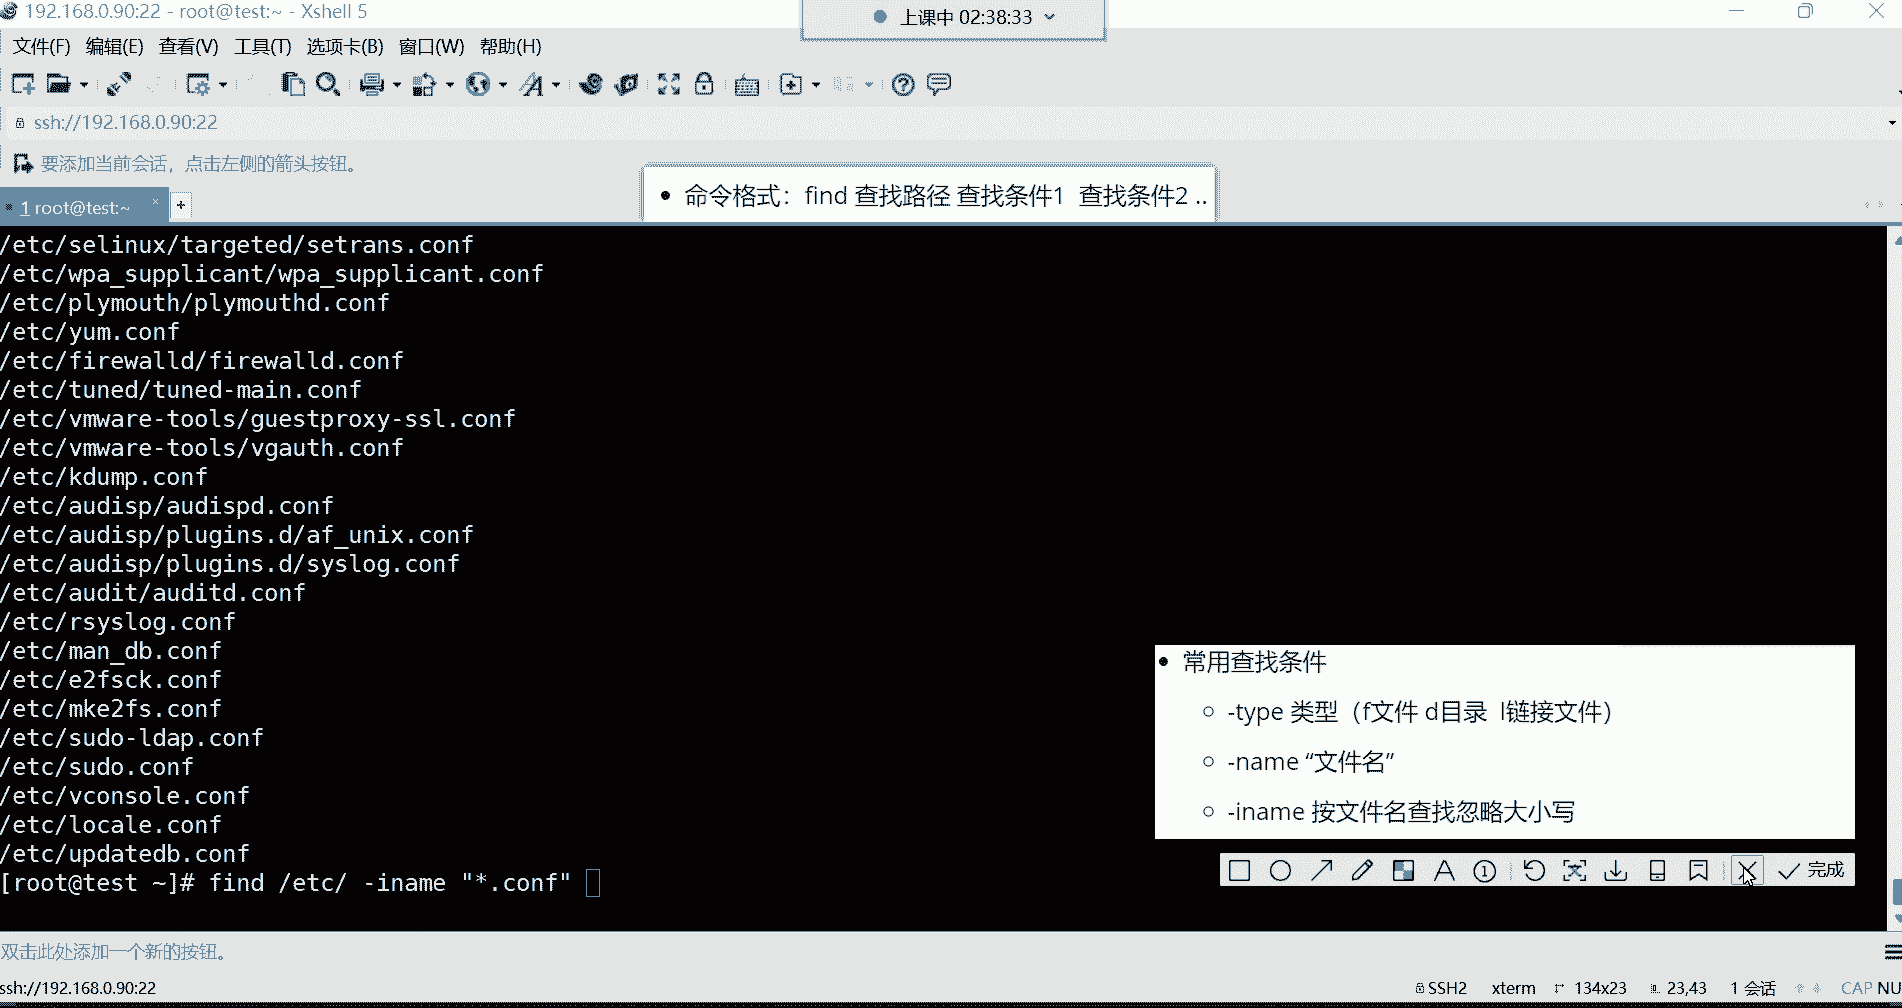 192.168.0.90:22 - root@test:~ - Xshell 5
上课中 02:38:33
文件(F) 编辑(E) 查看(V) 工具(T) 选项卡(B) 窗口(W) 帮助(H)
ssh://192.168.0.90:22
要添加当前会话，点击左侧的箭头按钮。
• 命令格式：find 查找路径 查找条件1 查找条件2 ..
1 root@test:~ × +
/etc/selinux/targeted/setrans.conf
/etc/wpa_supplicant/wpa_supplicant.conf
/etc/plymouth/plymouthd.conf
/etc/yum.conf
/etc/firewalld/firewalld.conf
/etc/tuned/tuned-main.conf
/etc/vmware-tools/guestproxy-ssl.conf
/etc/vmware-tools/vgauth.conf
/etc/kdump.conf
/etc/audisp/audispd.conf
/etc/audisp/plugins.d/af_unix.conf
/etc/audisp/plugins.d/syslog.conf
/etc/audit/auditd.conf
/etc/rsyslog.conf
/etc/man_db.conf
/etc/e2fsck.conf
/etc/mke2fs.conf
/etc/sudo-ldap.conf
/etc/sudo.conf
/etc/vconsole.conf
/etc/locale.conf
/etc/updatedb.conf
[root@test ~]# find /etc/ -iname "*.conf"
• 常用查找条件
○ -type 类型（f文件 d目录 l链接文件）
○ -name “文件名”
○ -iname 按文件名查找忽略大小写
完成
双击此处添加一个新的按钮。
ssh://192.168.0.90:22 SSH2 xterm 134x23 23,43 1 会话 CAP NU